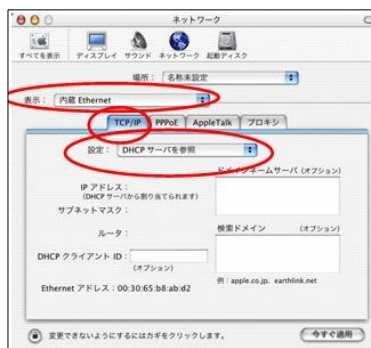 ネットワーク
すべてを表示 ディスプレイ サウンド ネットワーク 起動ディスク
場所： 名称未設定
表示： 内蔵 Ethernet
TCP/IP PPPoE AppleTalk プロキシ
設定： DHCP サーバを参照
ドメインネームサーバ (オプション)
IP アドレス：
(DHCP サーバから割り当てられます)
サブネットマスク：
ルータ：
検索ドメイン (オプション)
DHCP クライアント ID：
(オプション)
例：apple.co.jp, earthlink.net
Ethernet アドレス：00:30:65:b8:ab:d2
変更できないようにするにはカギをクリックします。 今すぐ適用